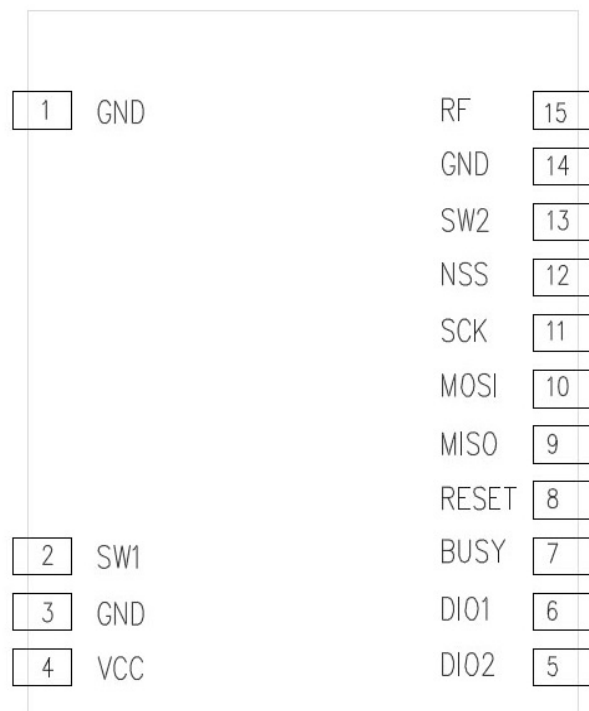 1 GND RF 15
GND 14
SW2 13
NSS 12
SCK 11
MOSI 10
MISO 9
RESET 8
2 SW1 BUSY 7
3 GND DIO1 6
4 VCC DIO2 5